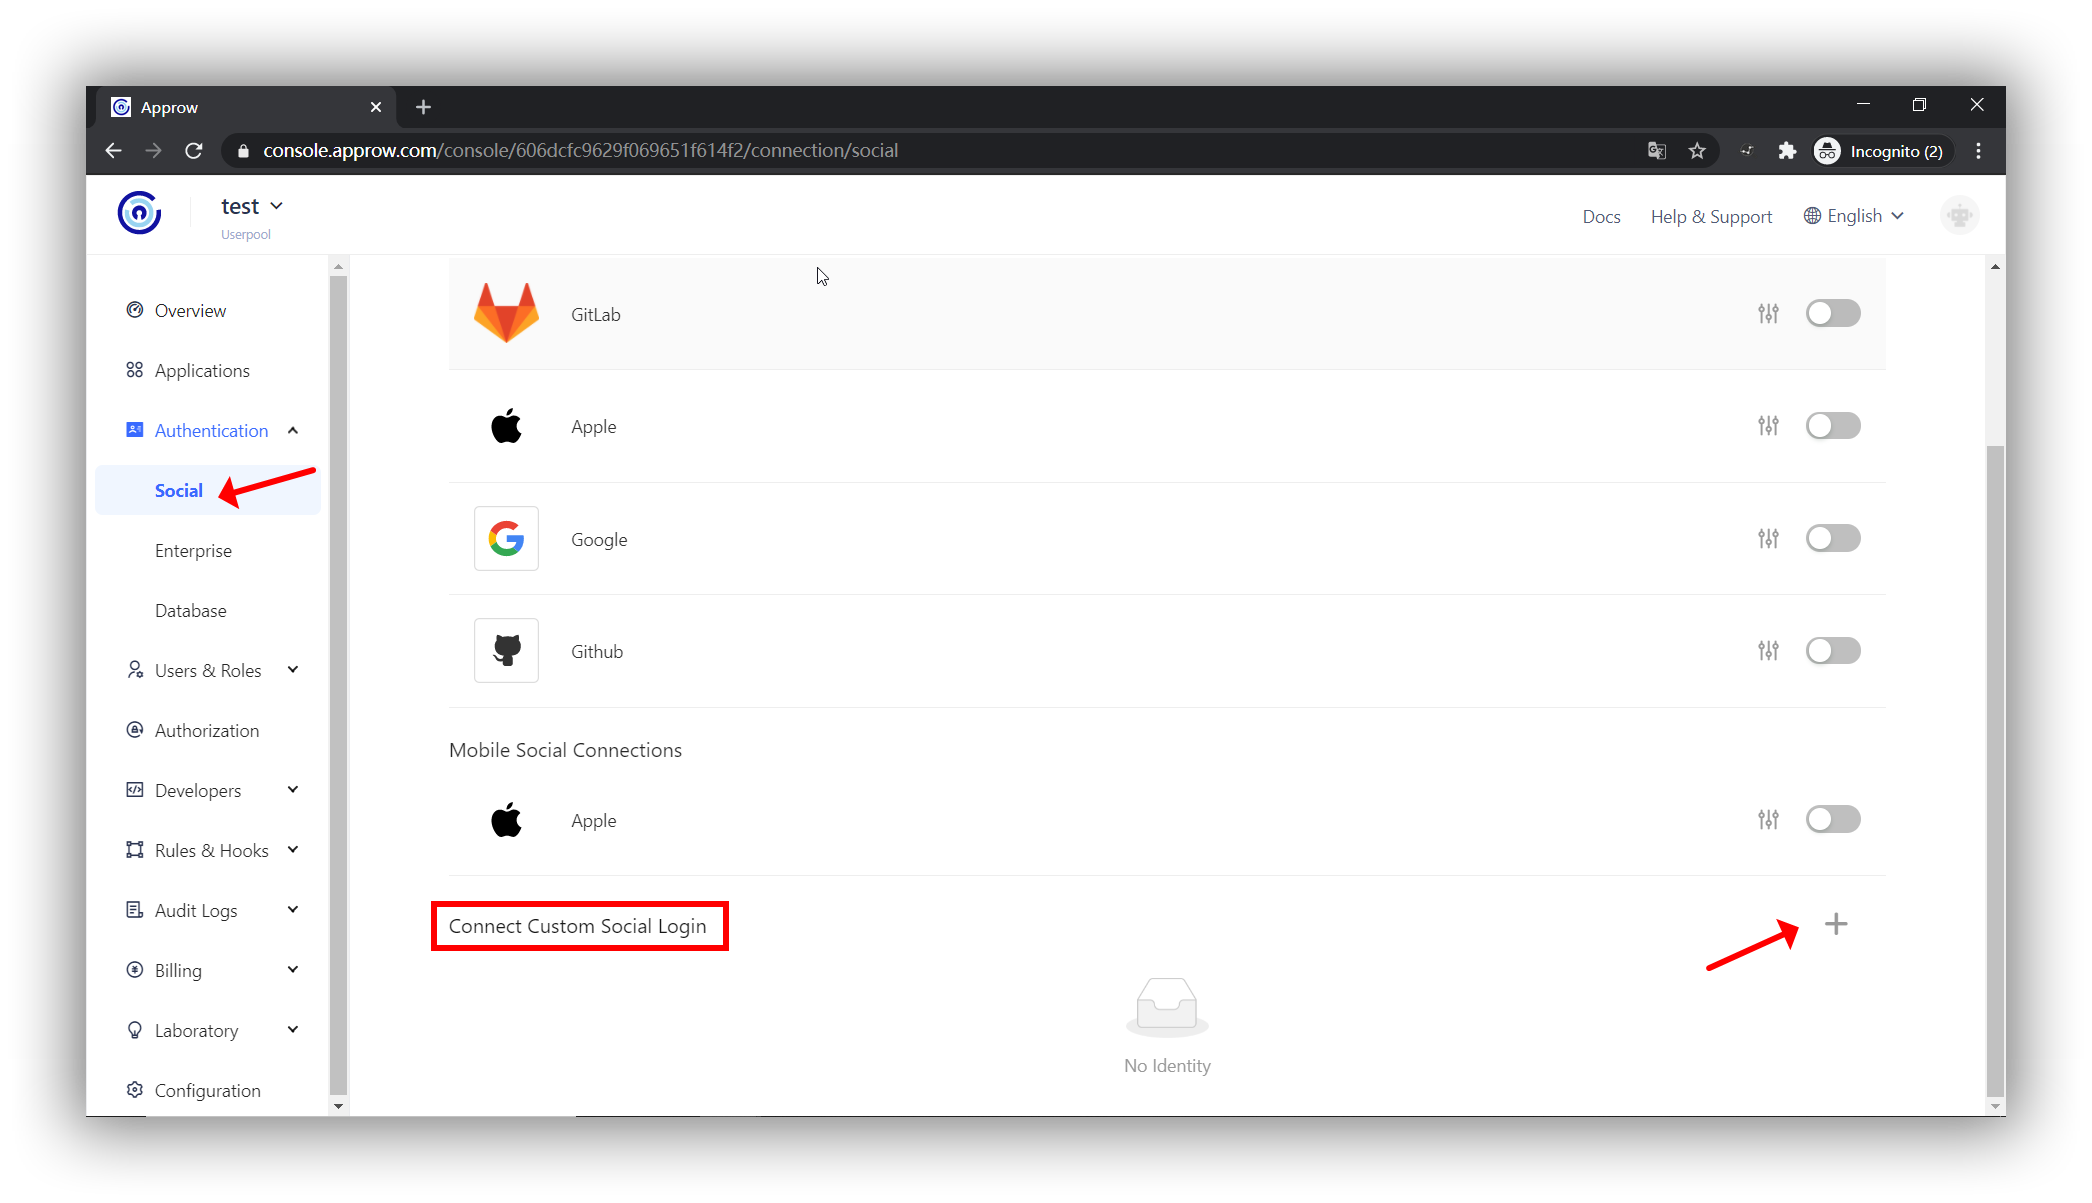 Approw
console.approw.com/console/606dcfc9629f069651f614f2/connection/social
Incognito (2)
test
Userpool
Docs
Help & Support
English
Overview
Applications
Authentication
Social
Enterprise
Database
Users & Roles
Authorization
Developers
Rules & Hooks
Audit Logs
Billing
Laboratory
Configuration
GitLab
Apple
Google
Github
Mobile Social Connections
Apple
Connect Custom Social Login
No Identity